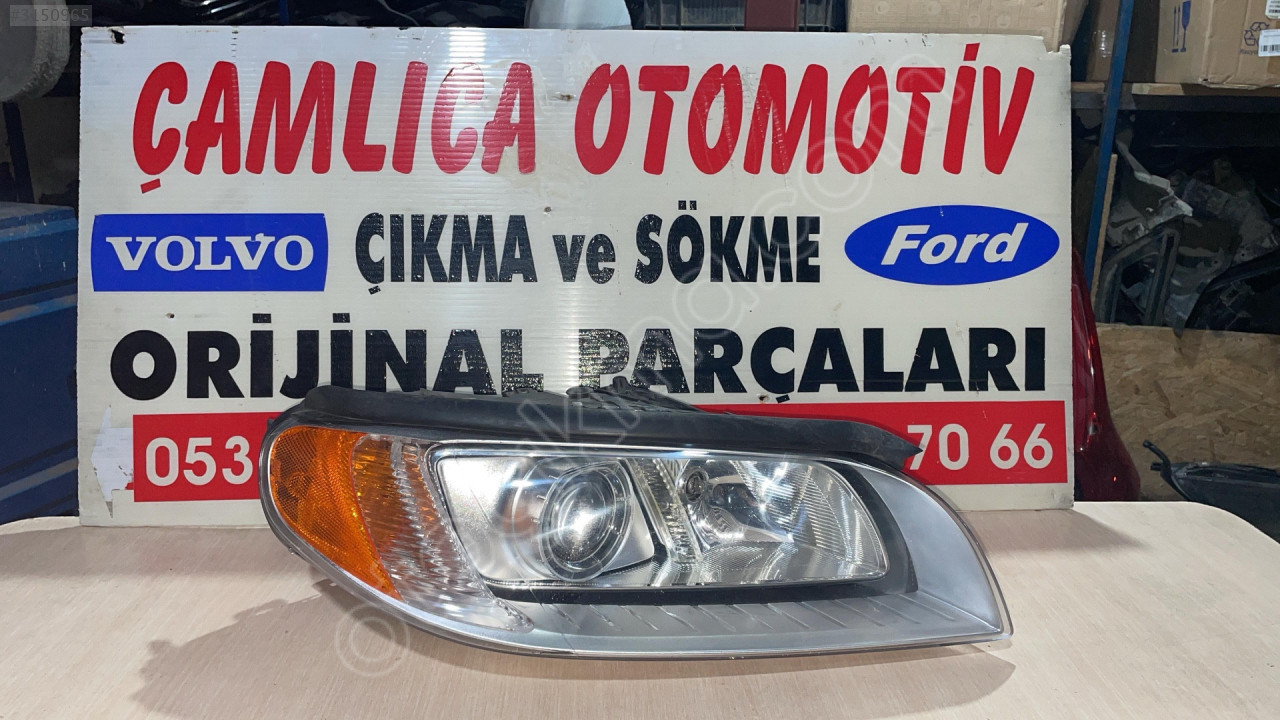 ÇAMLICA OTOMOTİV
VOLVO ÇIKMA ve SÖKME Ford
ORİJİNAL PARÇALARI
053 70 66